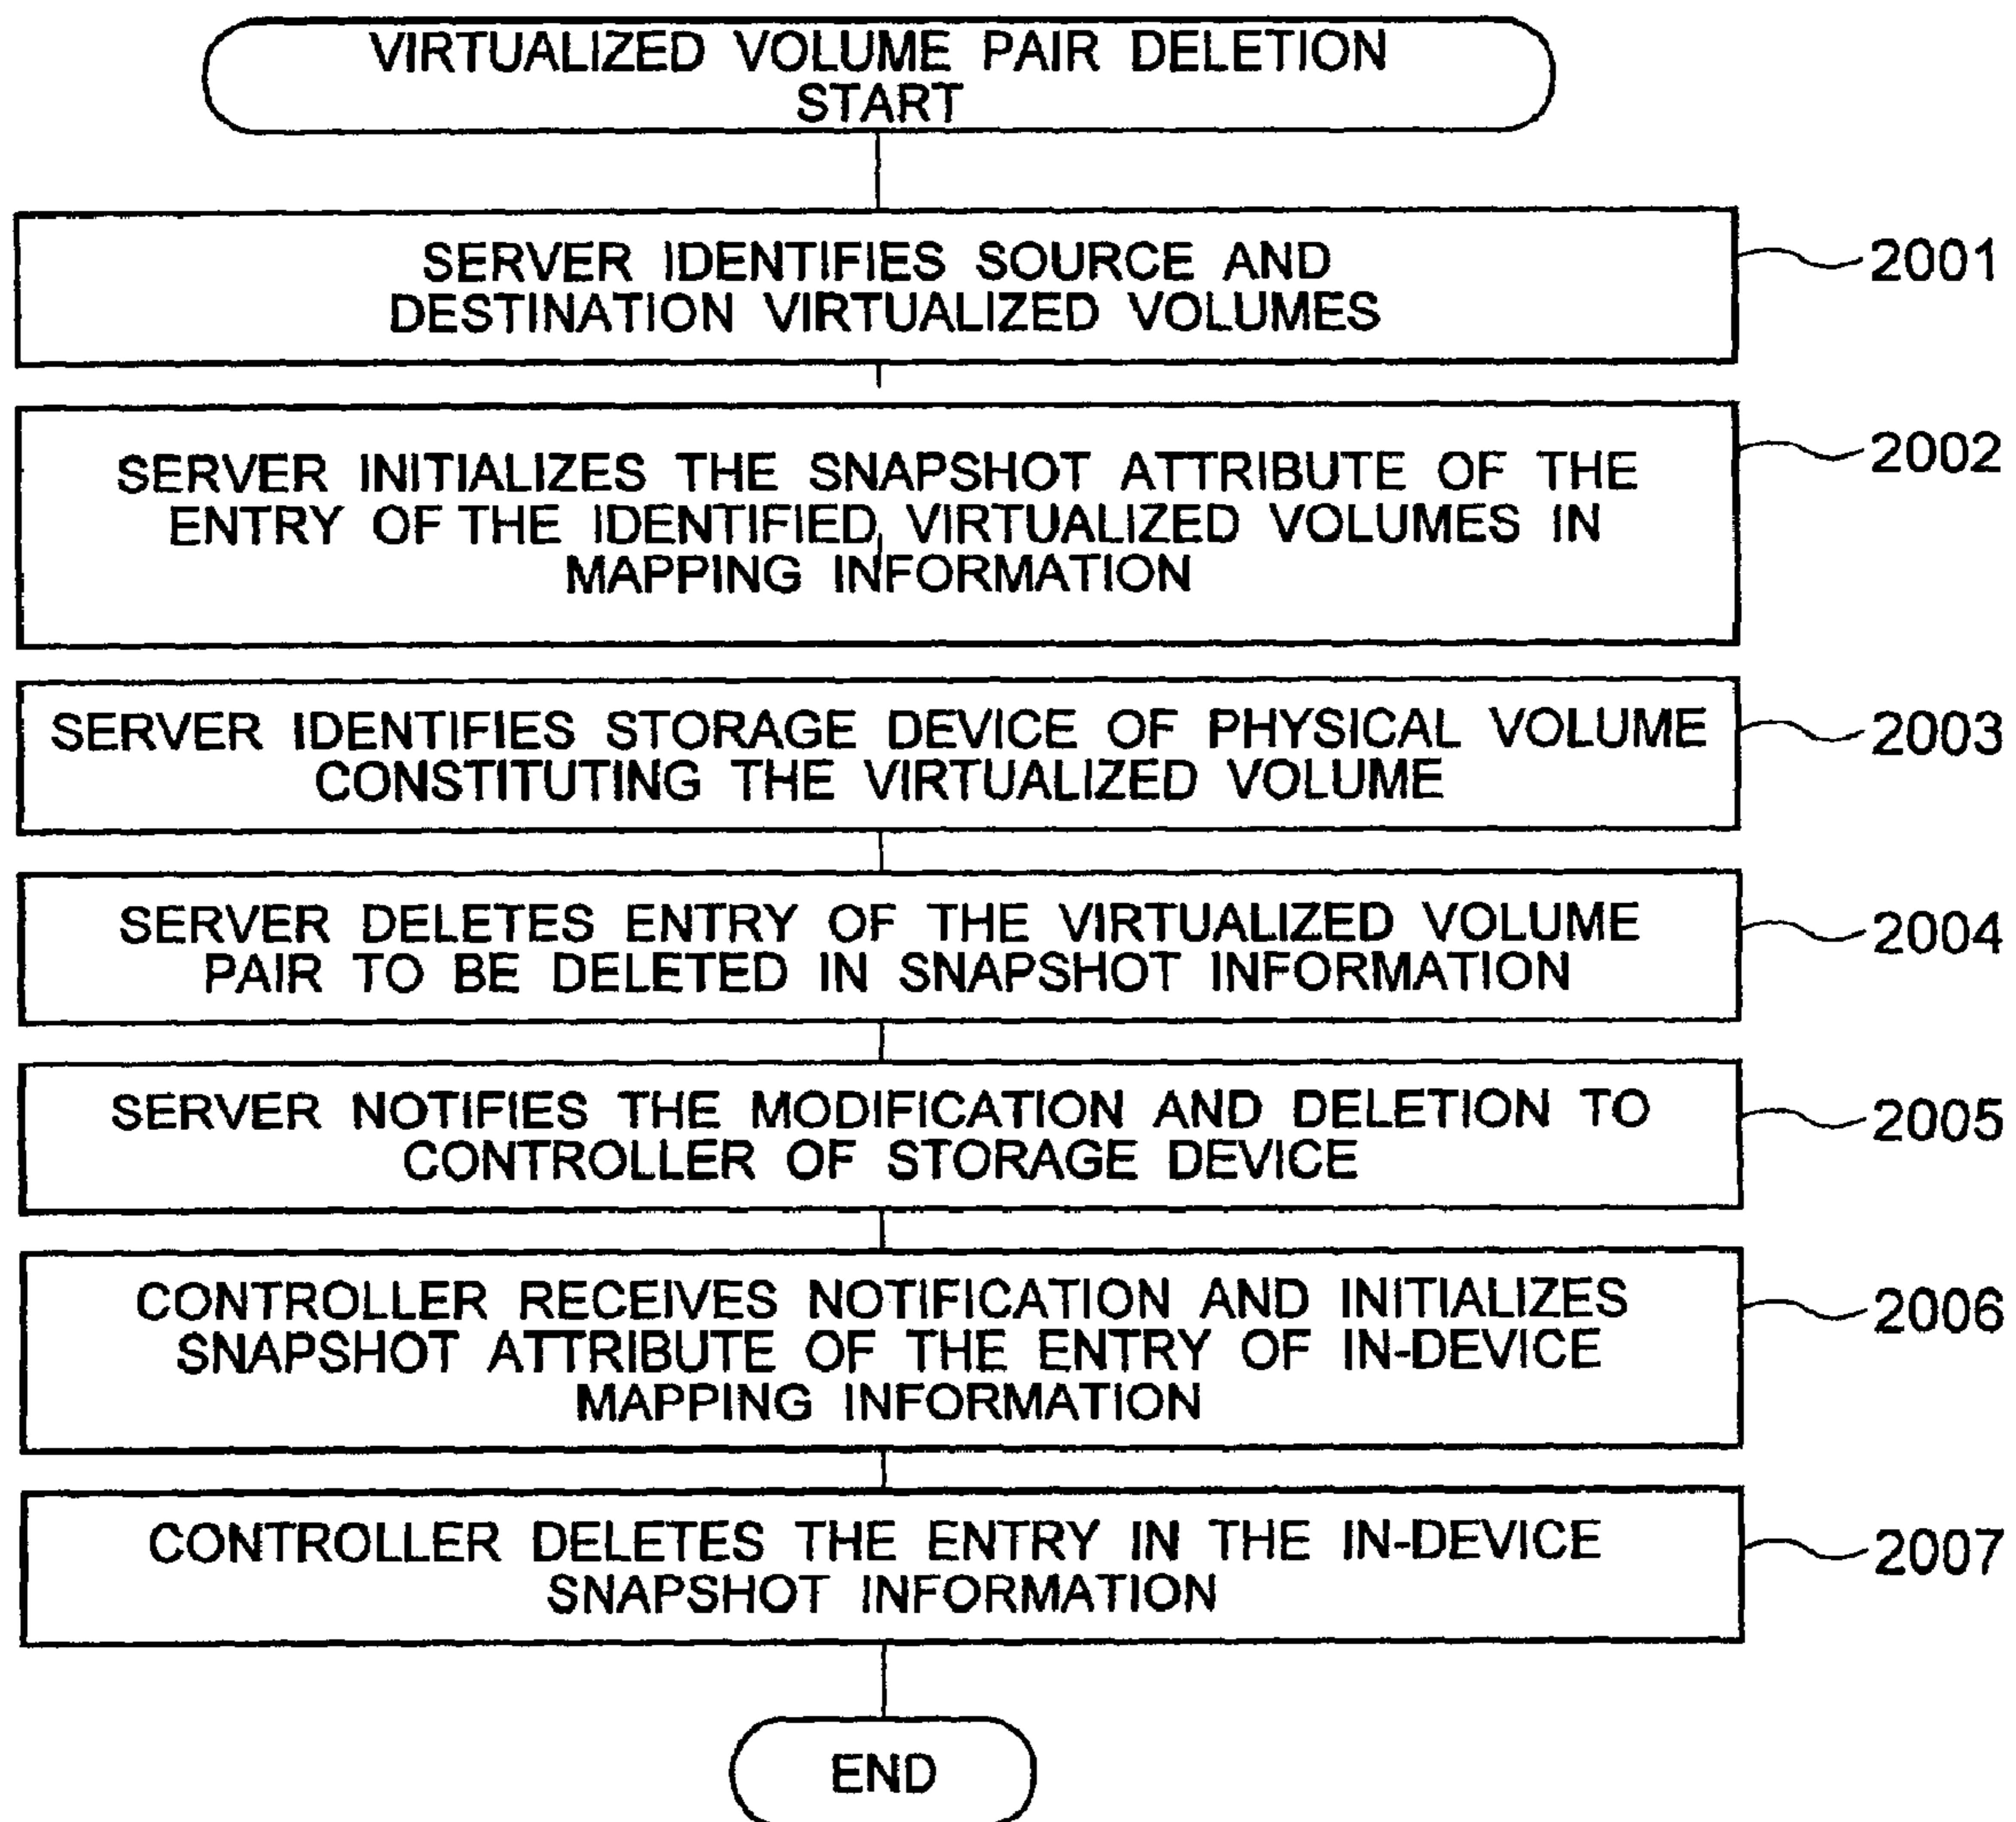 VIRTUALIZED VOLUME PAIR DELETION
START
SERVER IDENTIFIES SOURCE AND
DESTINATION VIRTUALIZED VOLUMES
2001
SERVER INITIALIZES THE SNAPSHOT ATTRIBUTE OF THE
ENTRY OF THE IDENTIFIED VIRTUALIZED VOLUMES IN
MAPPING INFORMATION
2002
SERVER IDENTIFIES STORAGE DEVICE OF PHYSICAL VOLUME
CONSTITUTING THE VIRTUALIZED VOLUME
2003
SERVER DELETES ENTRY OF THE VIRTUALIZED VOLUME
PAIR TO BE DELETED IN SNAPSHOT INFORMATION
2004
SERVER NOTIFIES THE MODIFICATION AND DELETION TO
CONTROLLER OF STORAGE DEVICE
2005
CONTROLLER RECEIVES NOTIFICATION AND INITIALIZES
SNAPSHOT ATTRIBUTE OF THE ENTRY OF IN-DEVICE
MAPPING INFORMATION
2006
CONTROLLER DELETES THE ENTRY IN THE IN-DEVICE
SNAPSHOT INFORMATION
2007
END